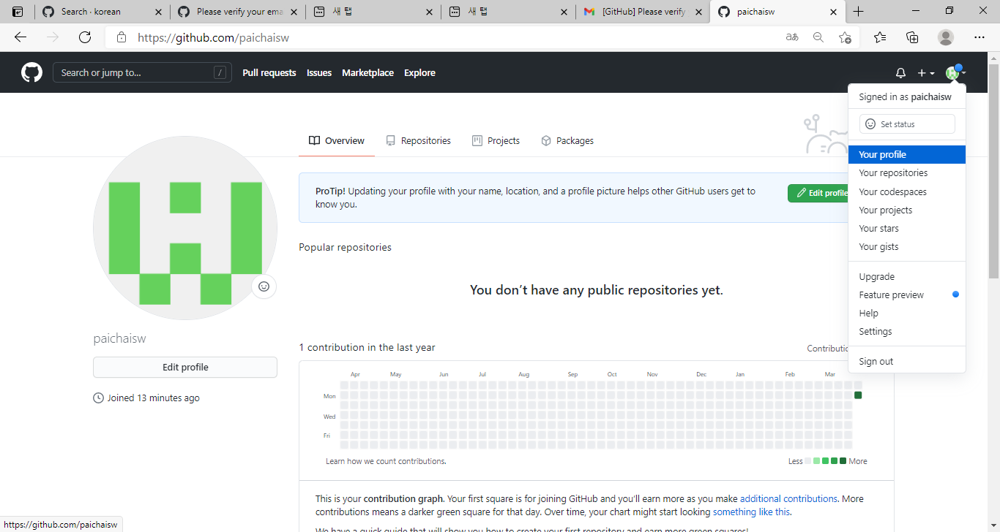 Search · korean
Please verify your ema
새 탭
새 탭
[GitHub] Please verify
paichaisw
https://github.com/paichaisw
Search or jump to...
/
Pull requests
Issues
Marketplace
Explore
Signed in as paichaisw
Set status
Your profile
Your repositories
Your codespaces
Your projects
Your stars
Your gists
Upgrade
Feature preview
Help
Settings
Sign out
Overview
Repositories
Projects
Packages
ProTip! Updating your profile with your name, location, and a profile picture helps other GitHub users get to
know you.
Edit profile
Popular repositories
You don’t have any public repositories yet.
paichaisw
Edit profile
Joined 13 minutes ago
1 contribution in the last year
Contributio
Apr May Jun Jul Aug Sep Oct Nov Dec Jan Feb Mar
Mon
Wed
Fri
Learn how we count contributions.
Less
More
This is your contribution graph. Your first square is for joining GitHub and you’ll earn more as you make additional contributions. More
contributions means a darker green square for that day. Over time, your chart might start looking something like this.
We have a quick guide that will show you how to create your first repository and earn more green squares!
https://github.com/paichaisw